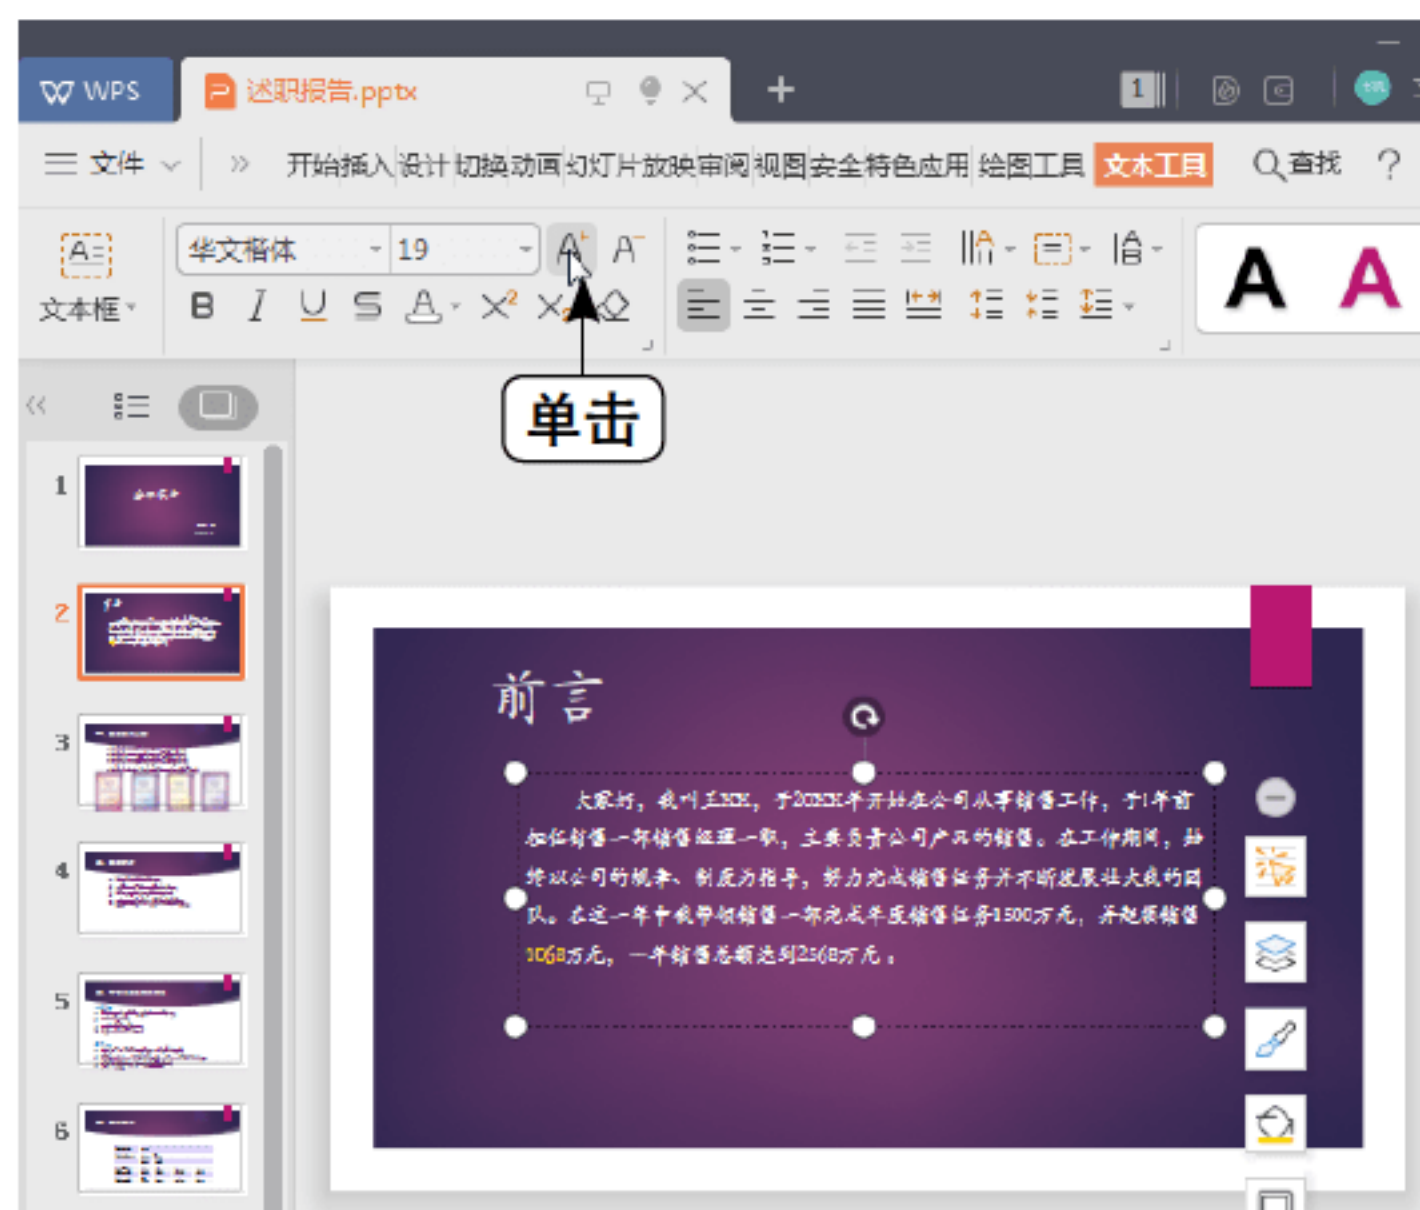 WPS
述职报告.pptx
1
文件
开始 插入 设计 切换 动画 幻灯片放映 审阅 视图 安全 特色应用 绘图工具 文本工具 查找 ?
华文楷体 19
文本框
单击
1
2
3
4
5
6
前言
大家好,我叫王XX,于20XX年开始在公司从事销售工作,于1年前
担任销售一部销售经理一职,主要负责公司产品的销售。在工作期间,始
终以公司的规章、制度为指导,努力完成销售任务并不断发展壮大我的团
队。在这一年中我带领销售一部完成年度销售任务1500万元,并超额销售
1068万元,一年销售总额达到2568万元。